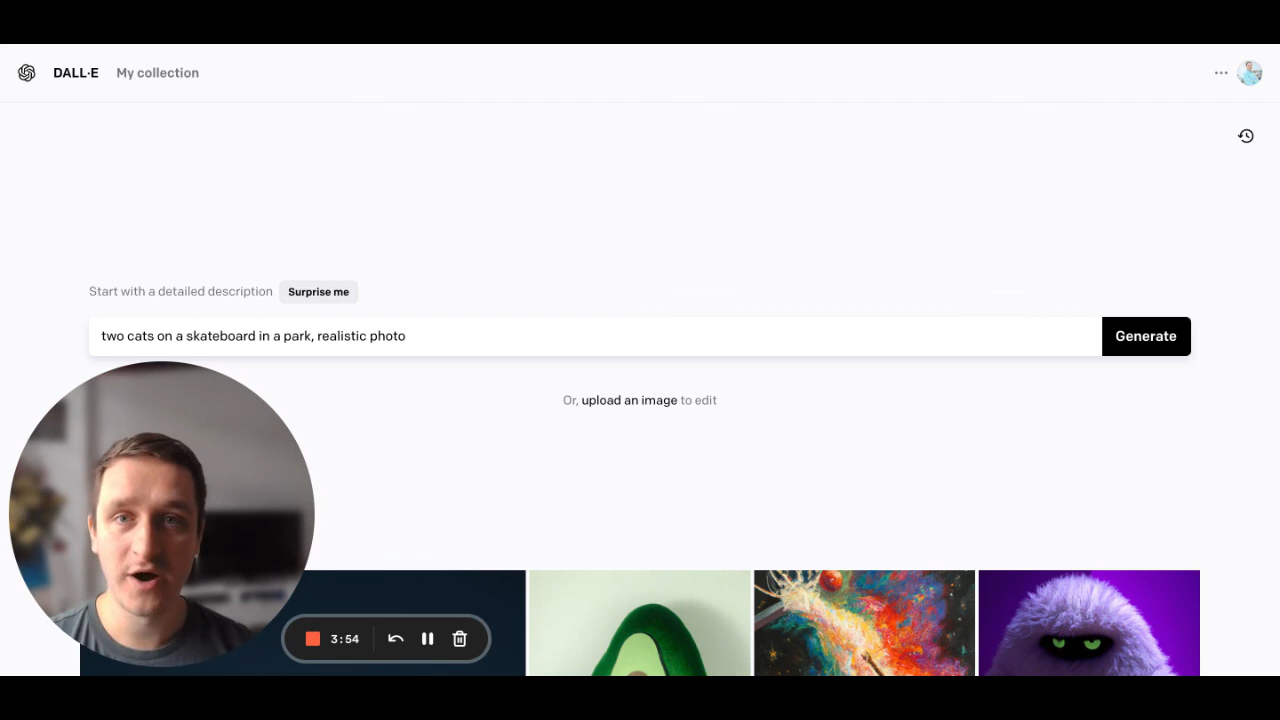 DALL·E My collection
Start with a detailed description Surprise me
two cats on a skateboard in a park, realistic photo Generate
Or, upload an image to edit
3:54